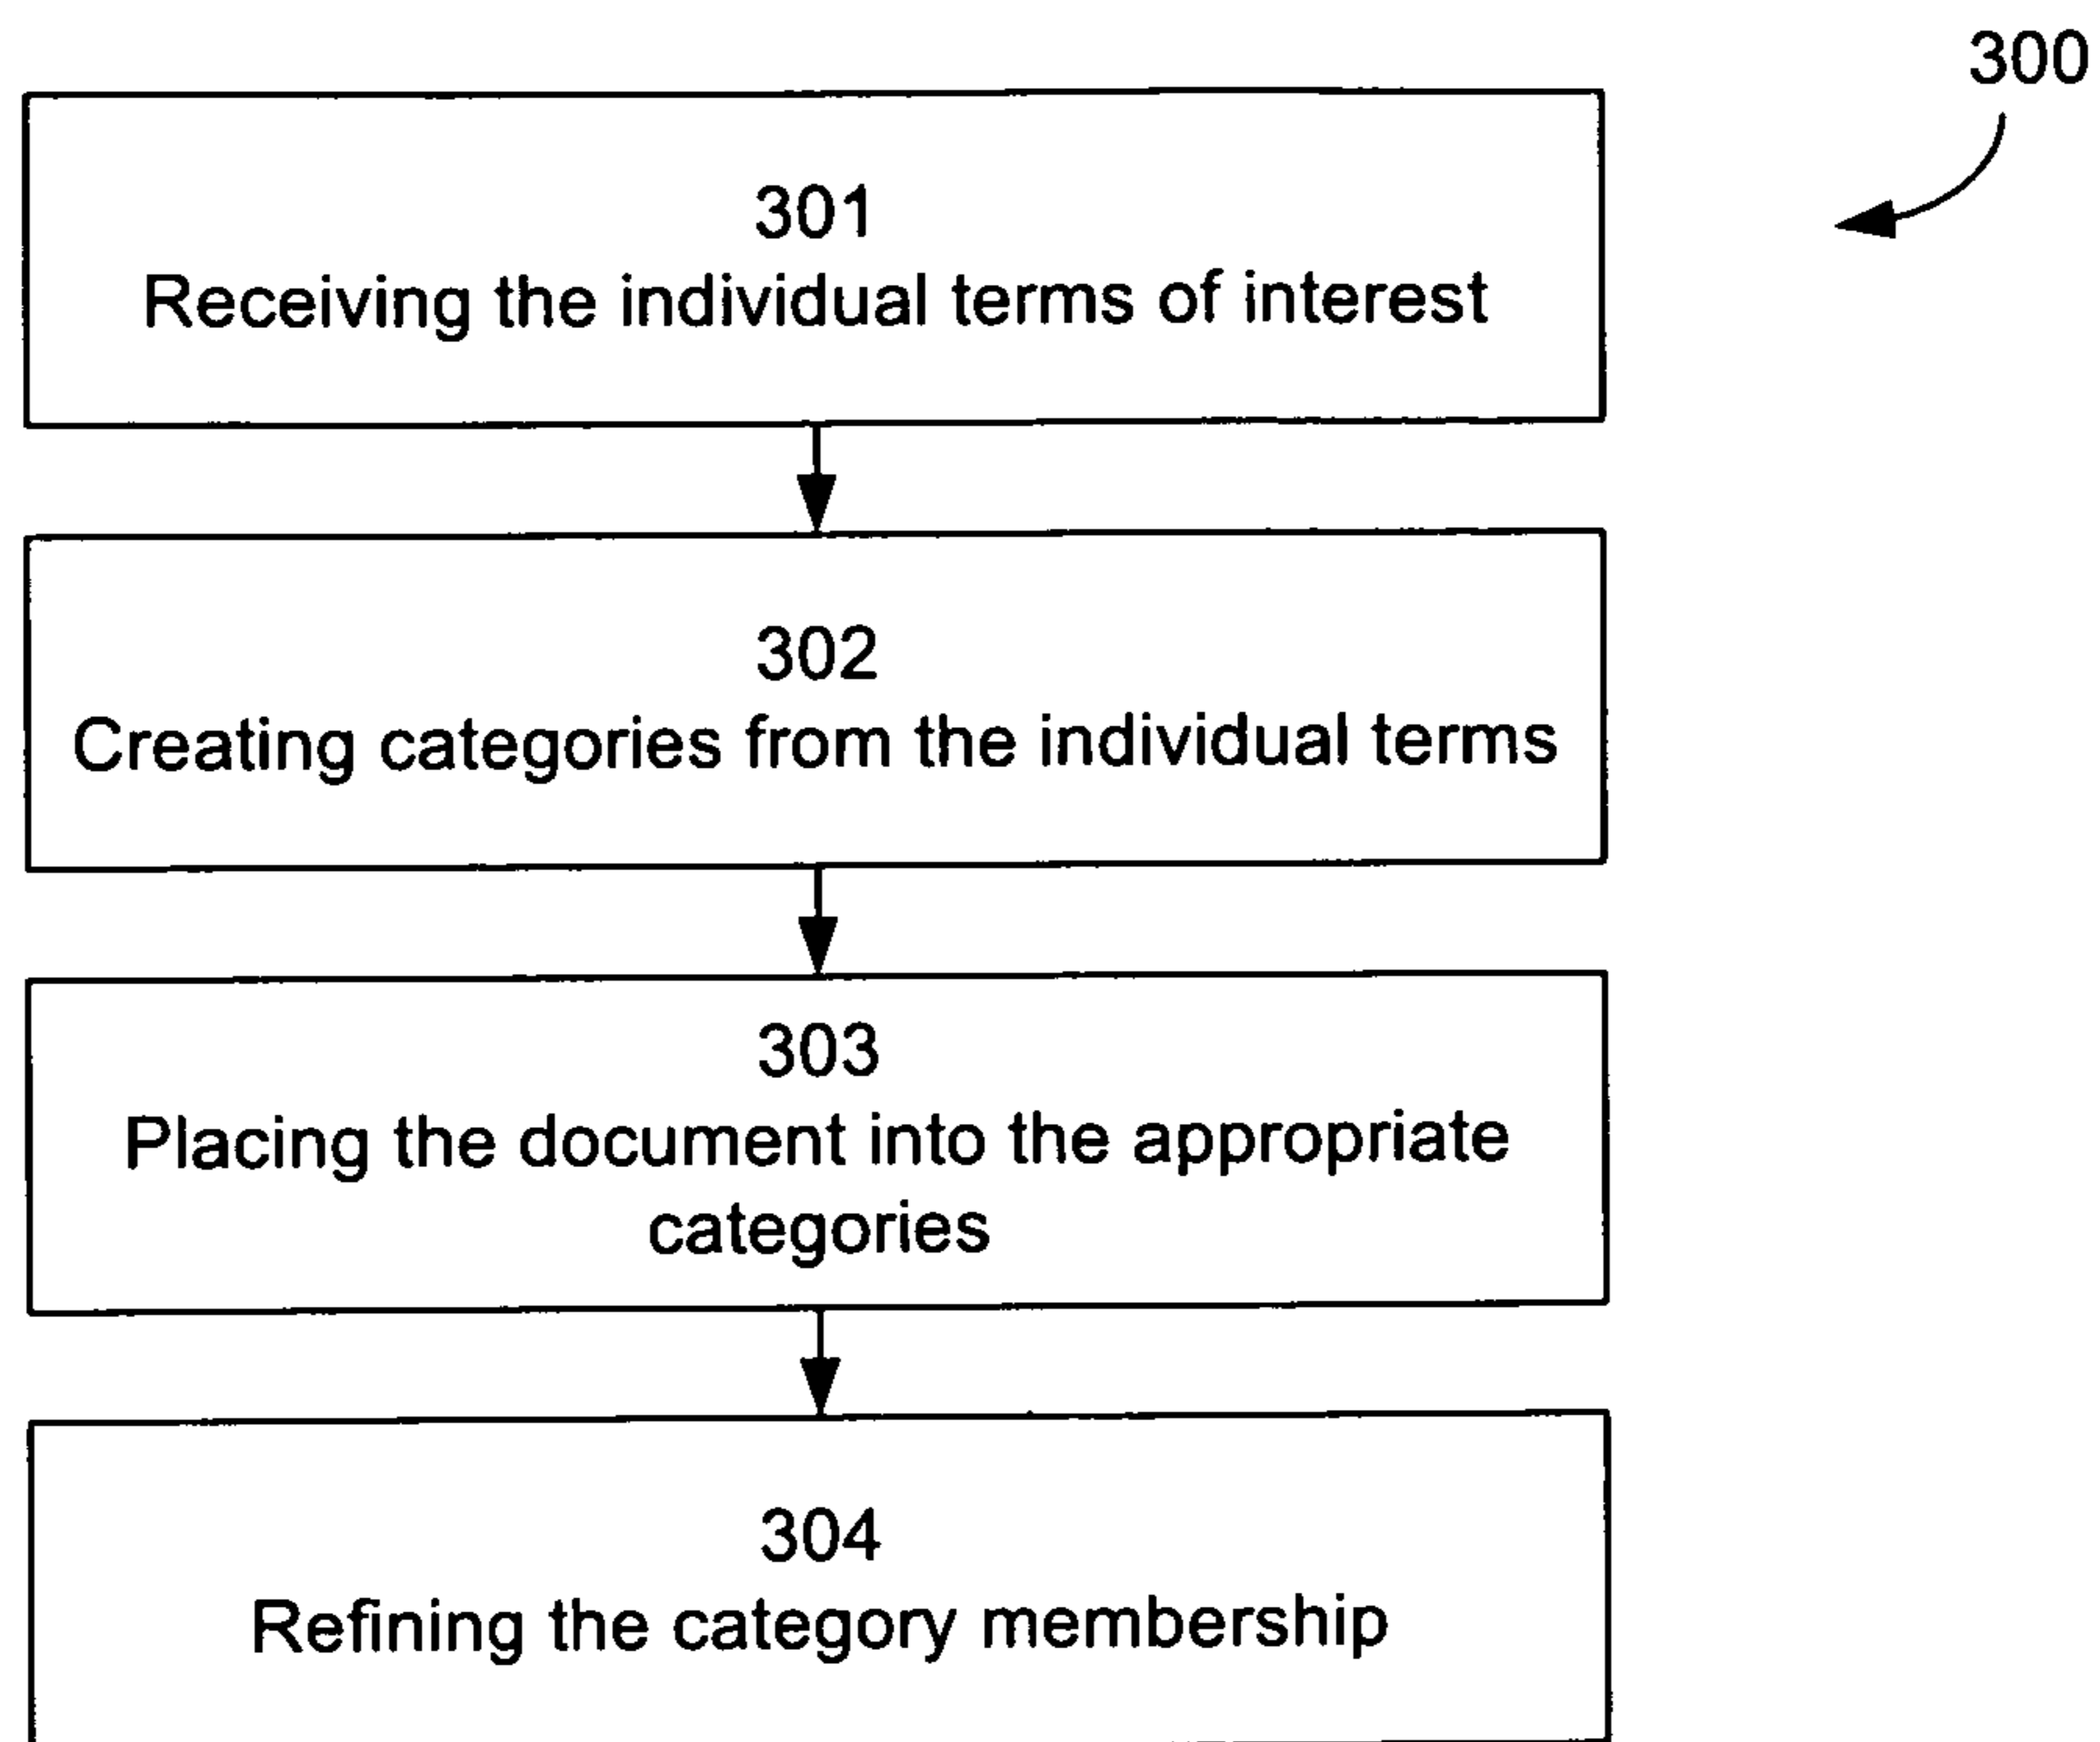 300
301
Receiving the individual terms of interest
302
Creating categories from the individual terms
303
Placing the document into the appropriate
categories
304
Refining the category membership